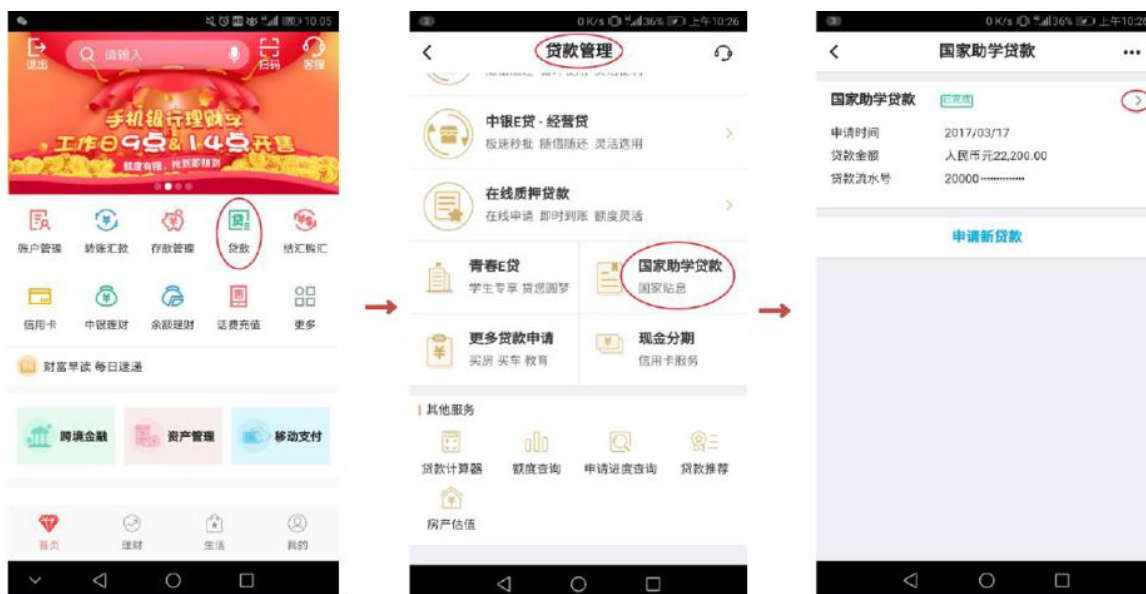 10:05
请输入
退出
扫码
客服
手机银行理财季
工作日9点&14点开售
额度有限，抢到即赚到
账户管理
转账汇款
存款管理
贷款
结汇购汇
信用卡
中银理财
余额理财
话费充值
更多
财富早读 每日速递
跨境金融
资产管理
移动支付
首页
理财
生活
我的
0 K/s 36% 上午10:26
贷款管理
中银E贷·经营贷
极速秒批 随借随还 灵活选用
在线质押贷款
在线申请 即时到账 额度灵活
青春E贷
学生专享 贷您圆梦
国家助学贷款
国家贴息
更多贷款申请
买房 买车 教育
现金分期
信用卡服务
其他服务
贷款计算器
额度查询
申请进度查询
贷款推荐
房产估值
0 K/s 36% 上午10:26
国家助学贷款
国家助学贷款
申请时间 2017/03/17
贷款金额 人民币元22,200.00
贷款流水号 20000
申请新贷款